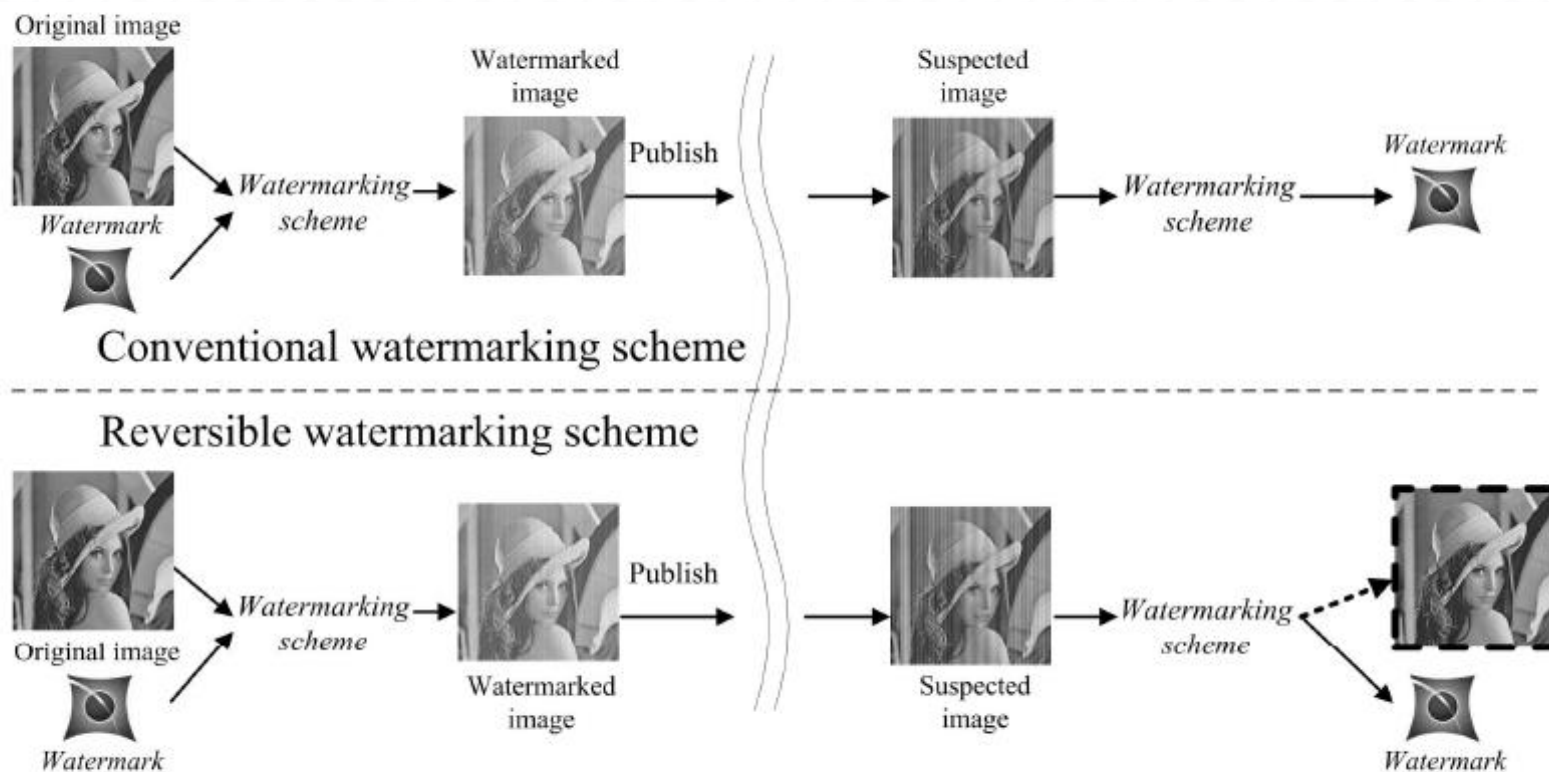 Original image
Watermarked
image
Suspected
image
Publish
Watermark
Watermarking
scheme
Watermarking
scheme
Watermark
Conventional watermarking scheme
Reversible watermarking scheme
Publish
Watermarking
scheme
Watermarking
scheme
Original image
Watermarked
image
Suspected
image
Watermark
Watermark